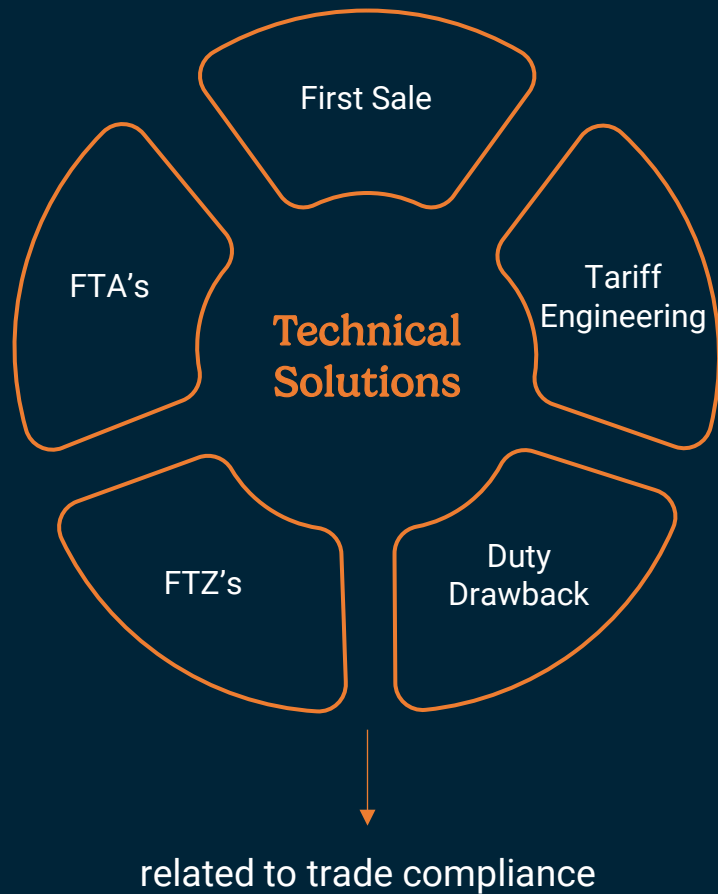 First Sale
FTA's
Tariff
Engineering
Technical
Solutions
FTZ's
Duty
Drawback
related to trade compliance